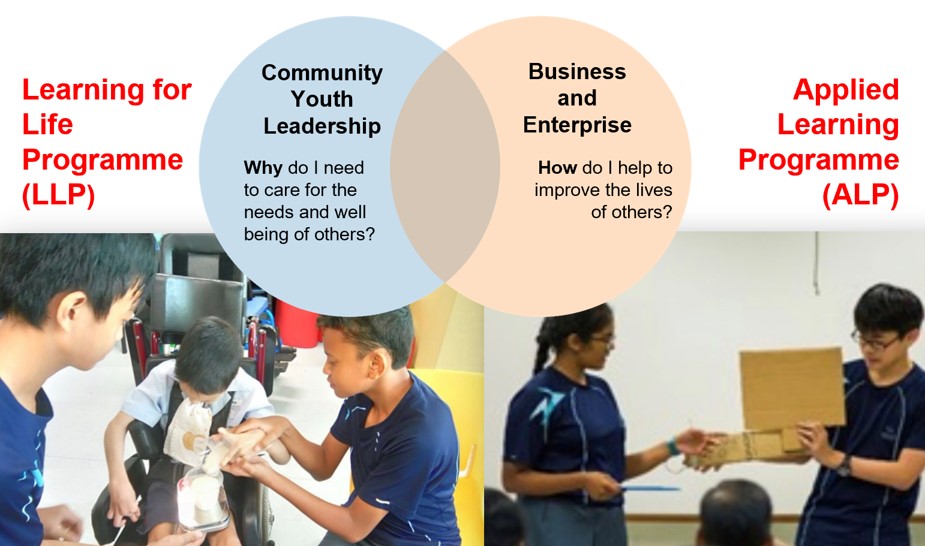 Learning for
Life
Programme
(LLP)
Community
Youth
Leadership
Why do I need
to care for the
needs and well
being of others?
Business
and
Enterprise
How do I help to
improve the lives
of others?
Applied
Learning
Programme
(ALP)